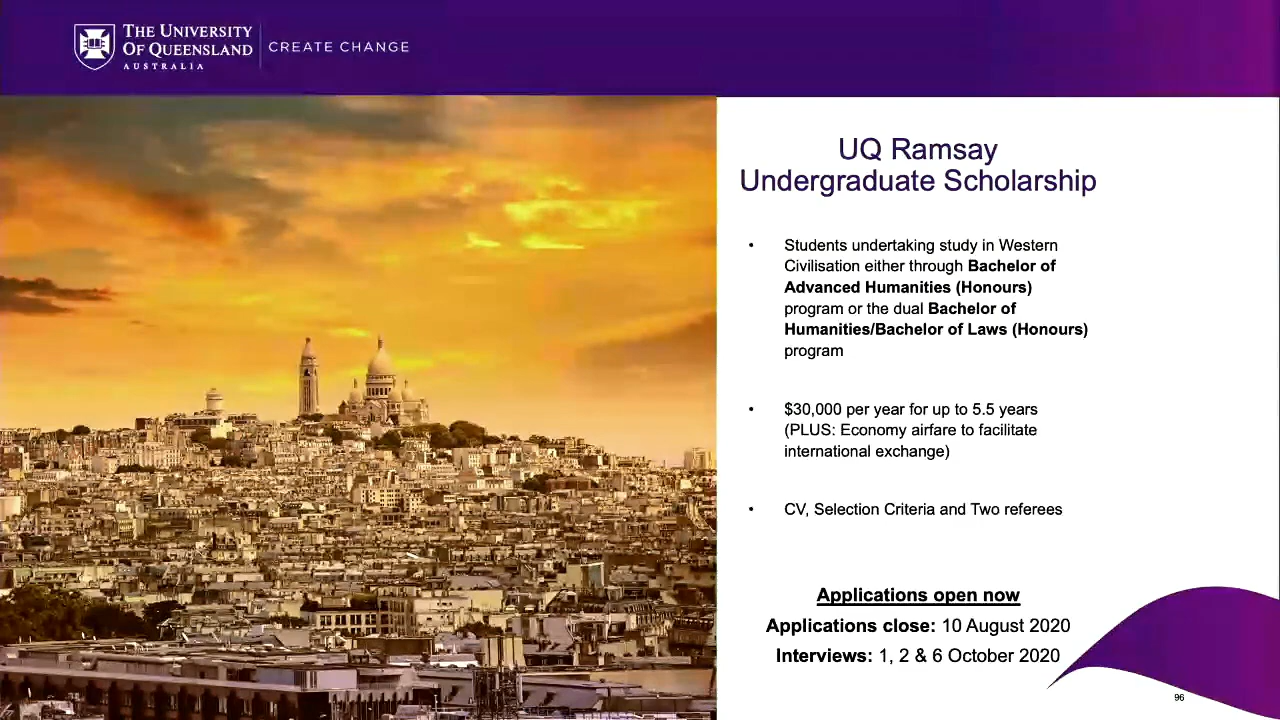 THE UNIVERSITY
OF QUEENSLAND
AUSTRALIA
CREATE CHANGE
UQ Ramsay
Undergraduate Scholarship
• Students undertaking study in Western
Civilisation either through Bachelor of
Advanced Humanities (Honours)
program or the dual Bachelor of
Humanities/Bachelor of Laws (Honours)
program
• $30,000 per year for up to 5.5 years
(PLUS: Economy airfare to facilitate
international exchange)
• CV, Selection Criteria and Two referees
Applications open now
Applications close: 10 August 2020
Interviews: 1, 2 & 6 October 2020
96